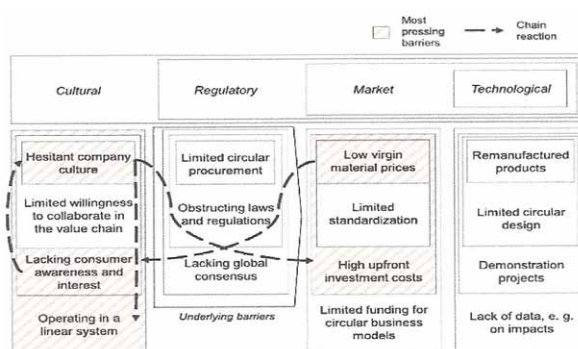 Most
pressing
barriers
Chain
reaction
Cultural
Regulatory
Market
Technological
Hesitant company
culture
Limited willingness
to collaborate in
the value chain
Lacking consumer
awareness and
interest
Operating in a
linear system
Limited circular
procurement
Obstructing laws
and regulations
Lacking global
consensus
Underlying barriers
Low virgin
material prices
Limited
standardization
High upfront
investment costs
Limited funding for
circular business
models
Remanufactured
products
Limited circular
design
Demonstration
projects
Lack of data, e. g.
on impacts